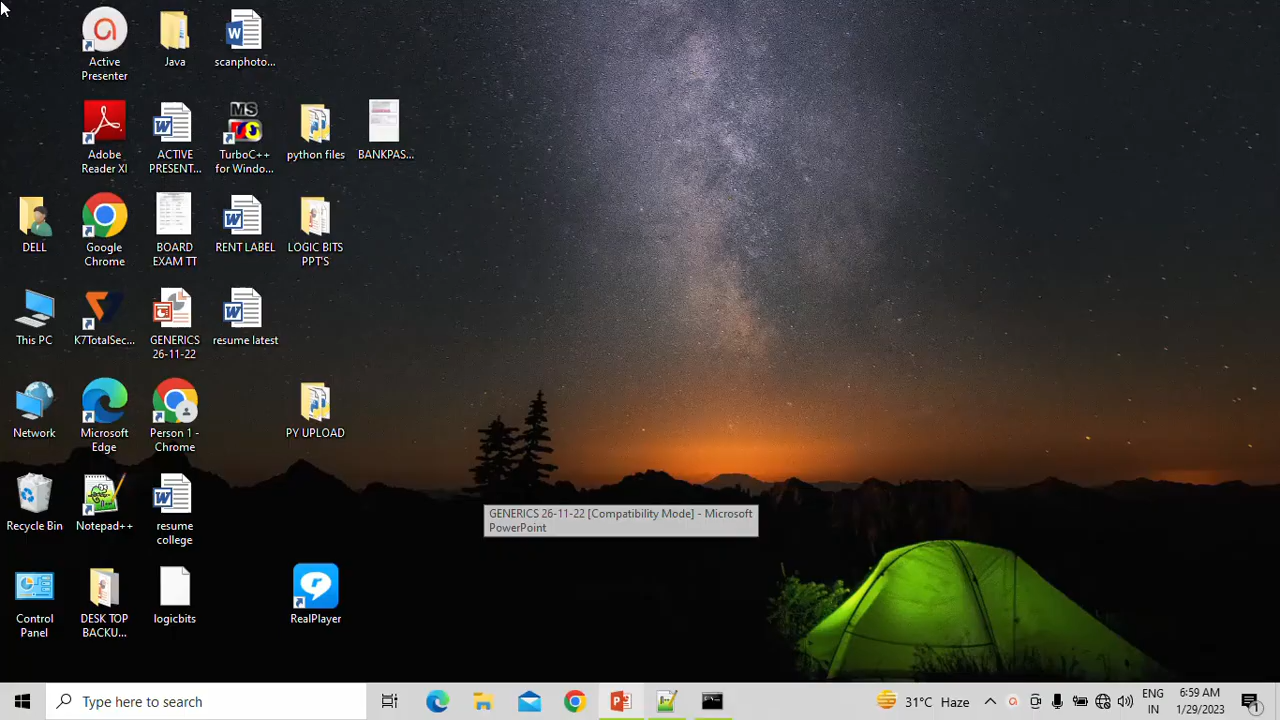 Active
Presenter
Java
scanphoto...
Adobe
Reader XI
ACTIVE
PRESENT...
MS
TurboC++
for Windo...
python files
BANKPAS...
DELL
Google
Chrome
BOARD
EXAM TT
RENT LABEL
LOGIC BITS
PPT'S
This PC
K7TotalSec...
GENERICS
26-11-22
resume latest
Network
Microsoft
Edge
Person 1 -
Chrome
PY UPLOAD
Recycle Bin
Notepad++
resume
college
GENERICS 26-11-22 [Compatibility Mode] - Microsoft
PowerPoint
Control
Panel
DESK TOP
BACKU...
logicbits
RealPlayer
Type here to search
31°C Haze
ENG
IN
6:59 AM
1/29/2023
1